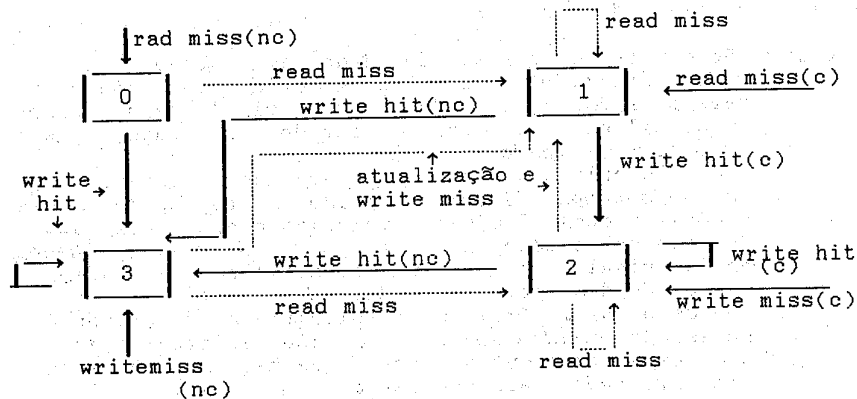 rad miss(nc)
read miss
read miss
0
1
read miss(c)
write hit(nc)
write hit(c)
write
hit
atualização e
write miss
3
write hit(nc)
2
write hit
(c)
read miss
write miss(c)
writemiss
(nc)
read miss